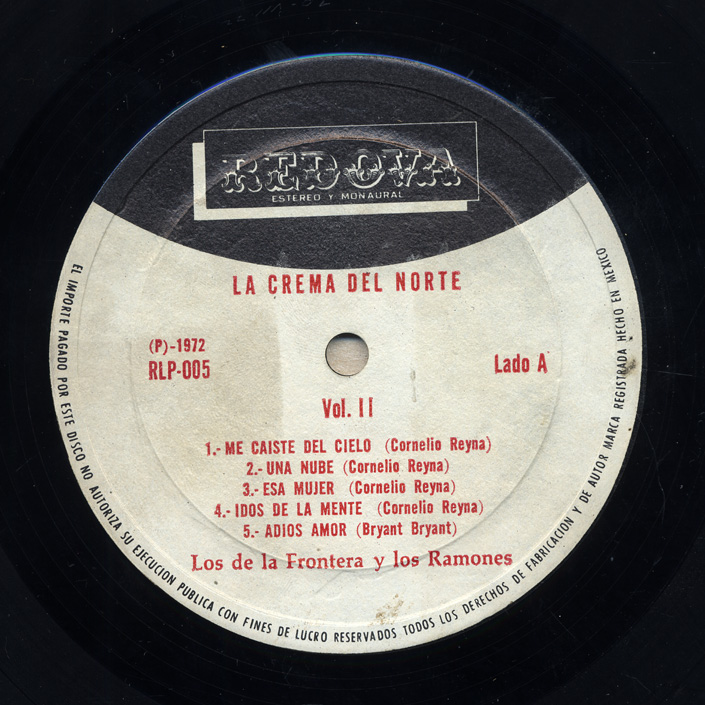 REDOVA
ESTEREO Y MONAURAL
LA CREMA DEL NORTE
(P)-1972
RLP-005
Lado A
Vol. II
1.- ME CAISTE DEL CIELO (Cornelio Reyna)
2.- UNA NUBE (Cornelio Reyna)
3.- ESA MUJER (Cornelio Reyna)
4.- IDOS DE LA MENTE (Cornelio Reyna)
5.- ADIOS AMOR (Bryant Bryant)
Los de la Frontera y los Ramones
EL IMPORTE PAGADO POR ESTE DISCO NO AUTORIZA SU EJECUCION PUBLICA CON FINES DE LUCRO RESERVADOS TODOS LOS DERECHOS DE FABRICACION Y DE AUTOR MARCA REGISTRADA HECHO EN MEXICO